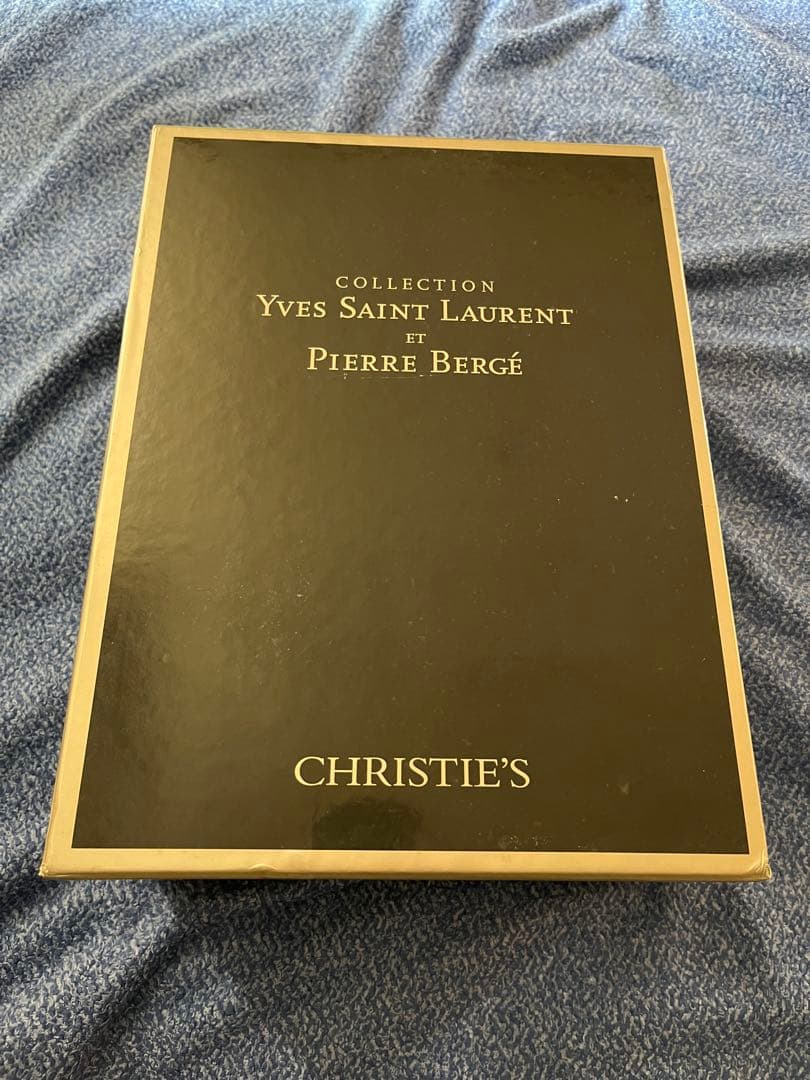 COLLECTION
YVES SAINT LAURENT
ET
PIERRE BERGÉ
CHRISTIE'S